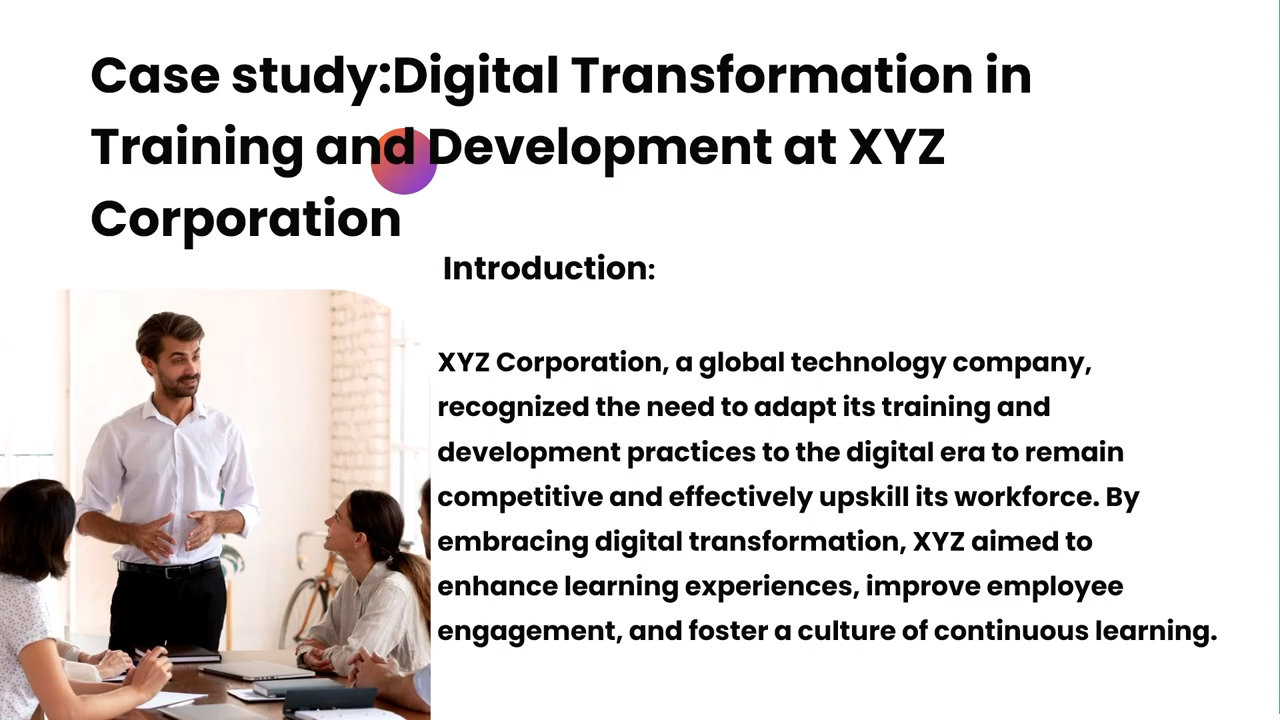 Case study:Digital Transformation in
Training and Development at XYZ
Corporation
Introduction:
XYZ Corporation, a global technology company,
recognized the need to adapt its training and
development practices to the digital era to remain
competitive and effectively upskill its workforce. By
embracing digital transformation, XYZ aimed to
enhance learning experiences, improve employee
engagement, and foster a culture of continuous learning.